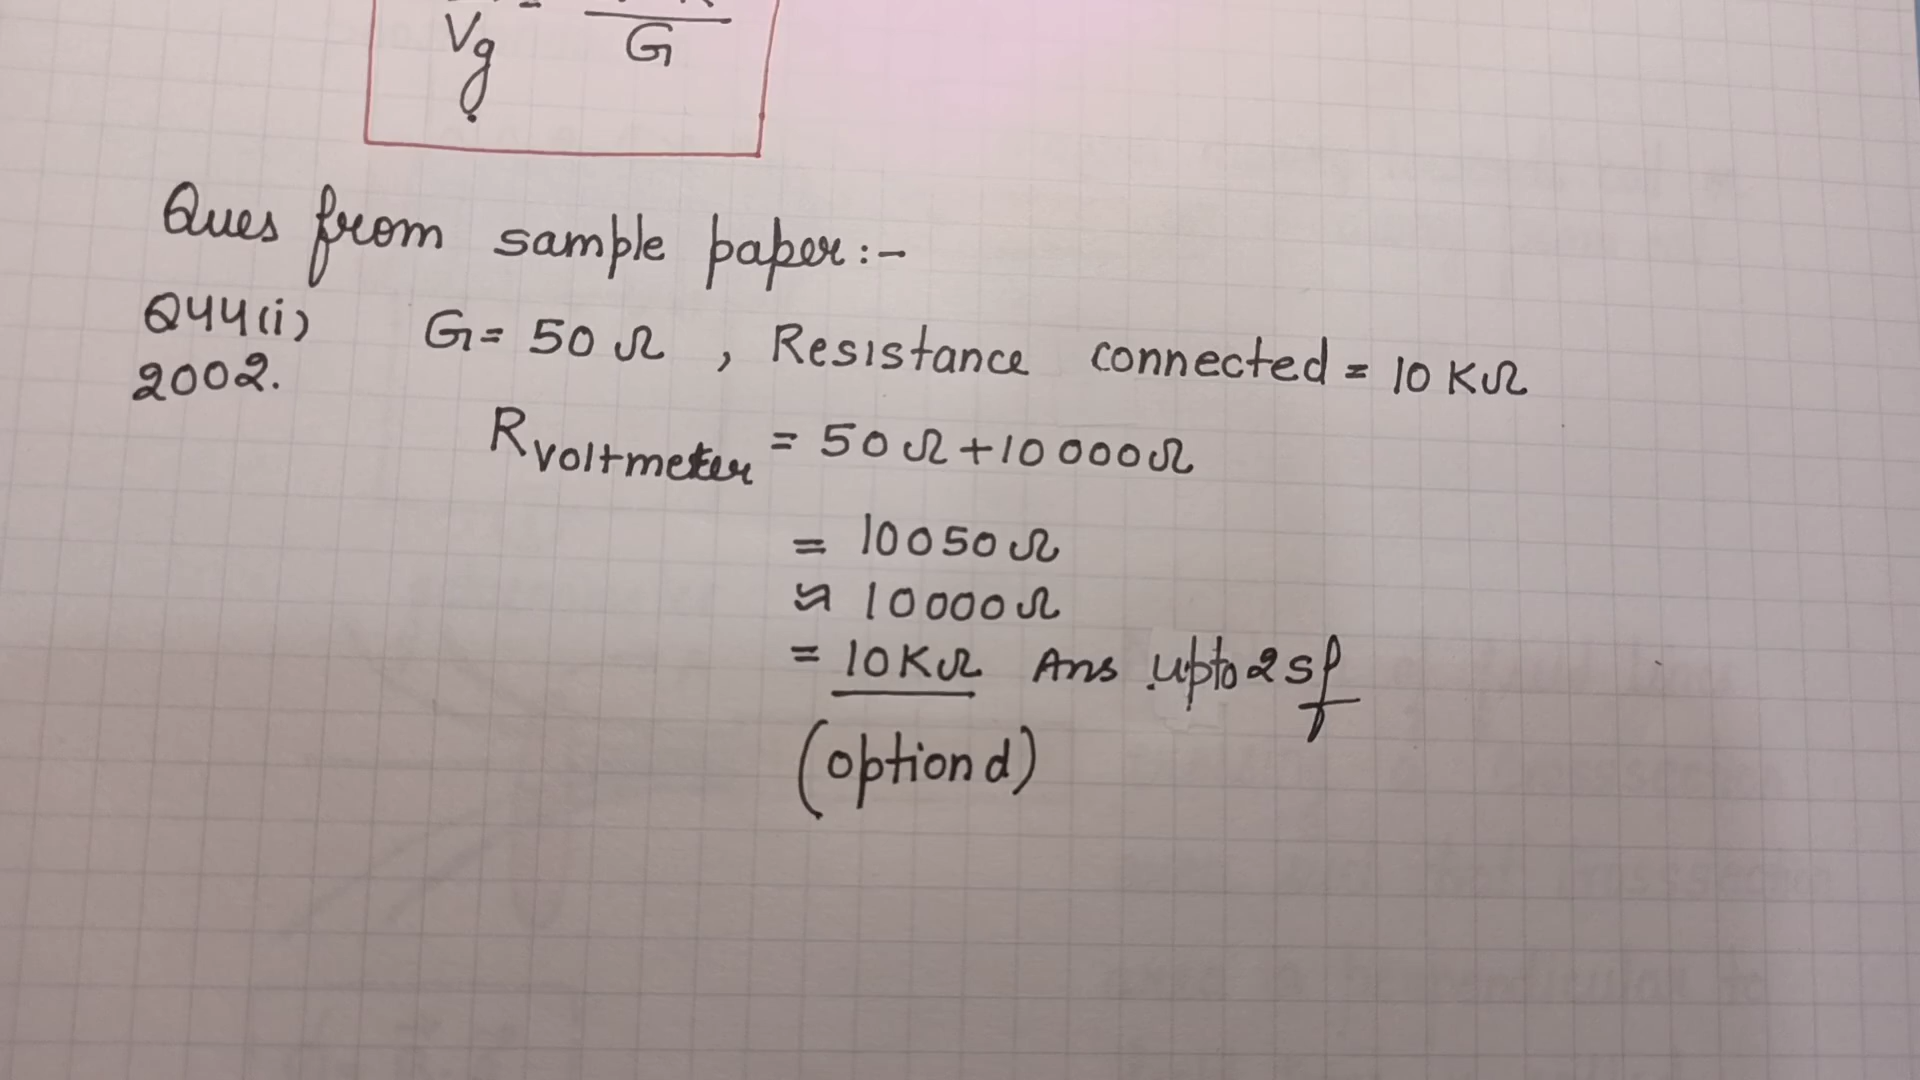 Vg = G
Ques from sample paper:-
Q44(i) G = 50 Ω , Resistance connected = 10 KΩ
2002.
Rvoltmeter = 50 Ω + 10 000 Ω
= 10050 Ω
≈ 10000 Ω
= 10 KΩ Ans upto 2 sf
(option d)